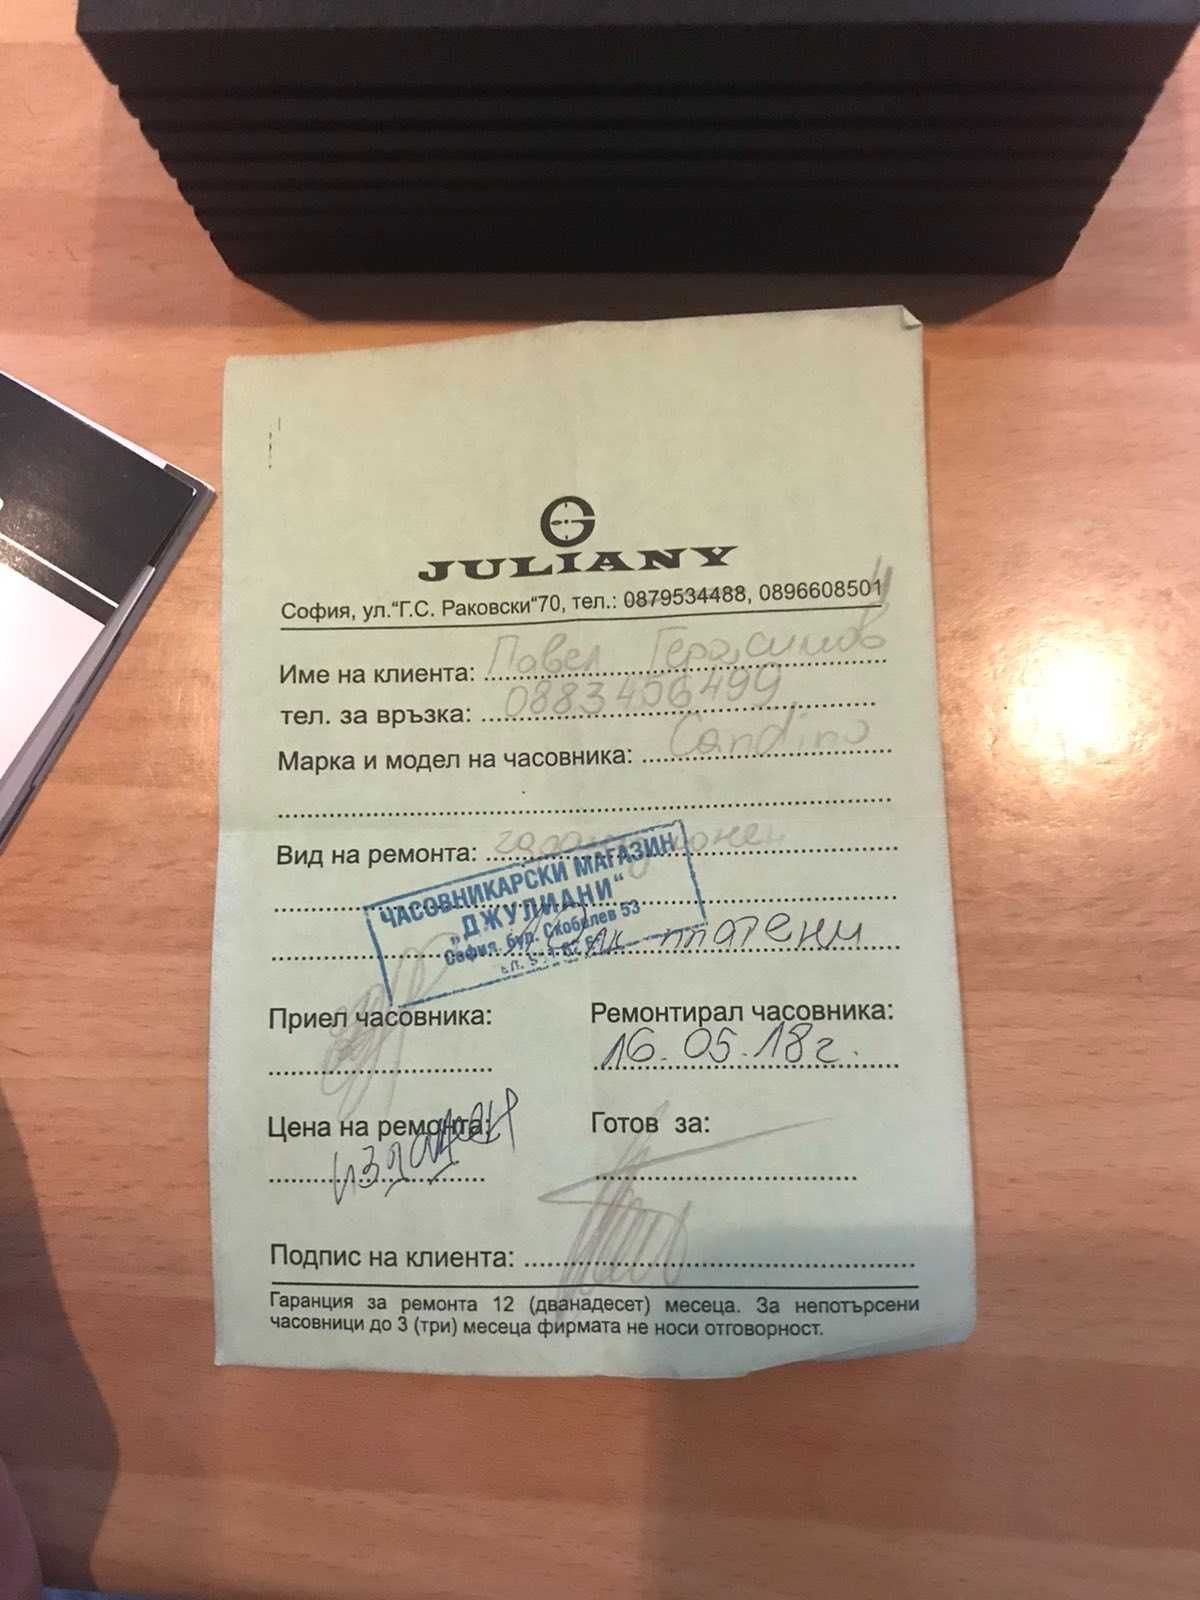 JULIANY
София, ул."Г.С. Раковски"70, тел.: 0879534488, 0896608501
Име на клиента: Павел Герасимов
тел. за връзка: 0883456499
Марка и модел на часовника: Candino
Вид на ремонта:
ЧАСОВНИКАРСКИ МАГАЗИН
„ДЖУЛИАНИ“
София, бул. Скобелев 53
платени
Приел часовника:
Ремонтирал часовника:
16.05.18г.
Цена на ремонта:
Готов за:
Подпис на клиента:
Гаранция за ремонта 12 (дванадесет) месеца. За непотърсени
часовници до 3 (три) месеца фирмата не носи отговорност.